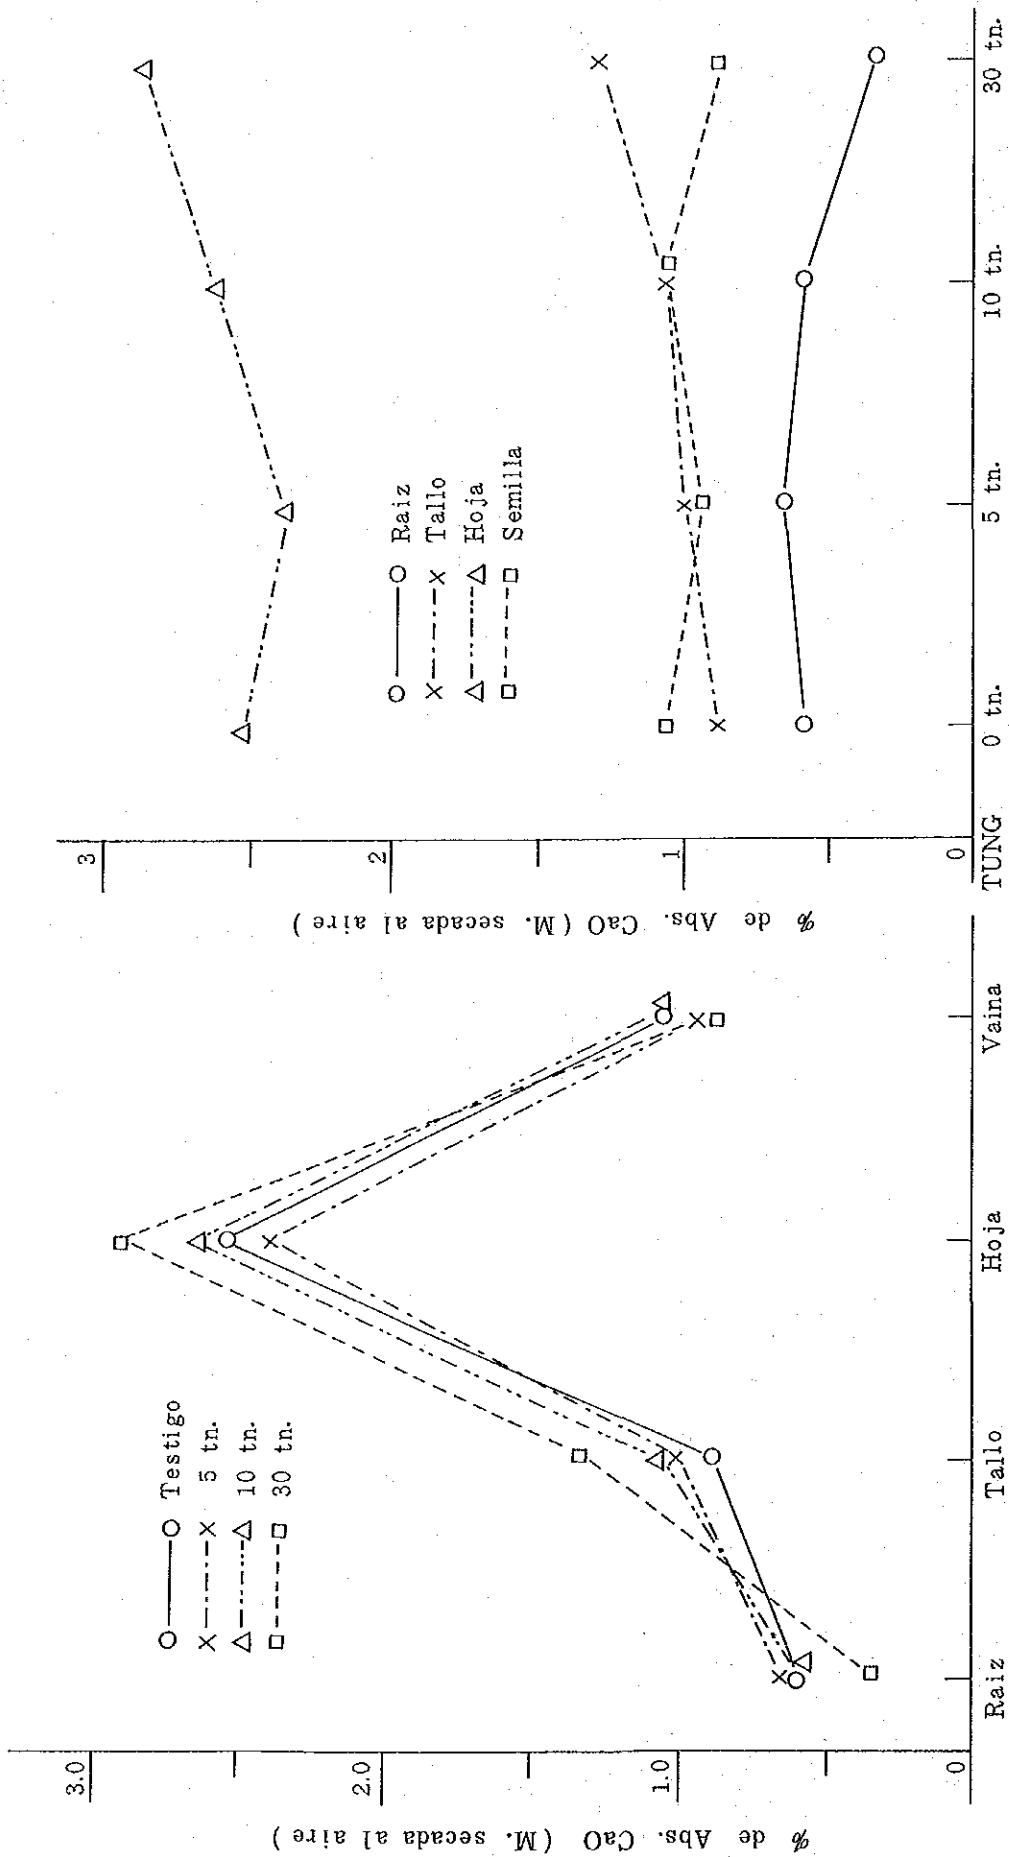 % de Abs. CaO ( M. secada al aire )
3.0
2.0
1.0
0
Testigo
5 tn.
10 tn.
30 tn.
Raiz
Tallo
Hoja
Vaina
% de Abs. CaO ( M. secada al aire )
3
2
1
0
Raiz
Tallo
Hoja
Semilla
TUNG
0 tn.
5 tn.
10 tn.
30 tn.